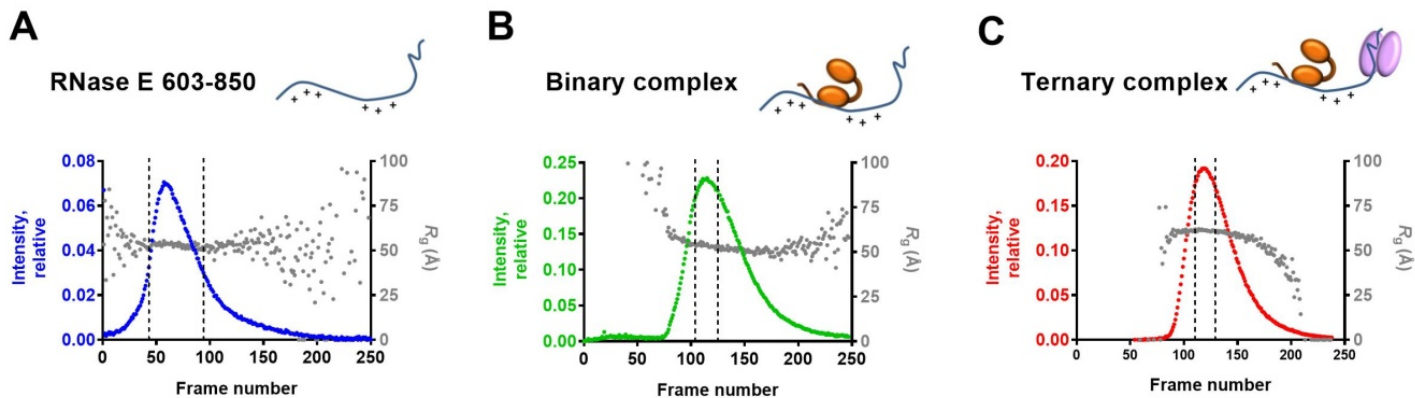 A
RNase E 603-850
+ + +
+ + +
0.08
0.06
0.04
0.02
0.00
Intensity,
relative
100
75
50
25
0
Rg (Å)
0
50
100
150
200
250
Frame number
B
Binary complex
+ + +
+ + +
0.25
0.20
0.15
0.10
0.05
0.00
Intensity,
relative
100
75
50
25
0
Rg (Å)
0
50
100
150
200
250
Frame number
C
Ternary complex
+ + +
+ + +
0.20
0.15
0.10
0.05
0.00
Intensity,
relative
100
75
50
25
0
Rg (Å)
0
50
100
150
200
250
Frame number